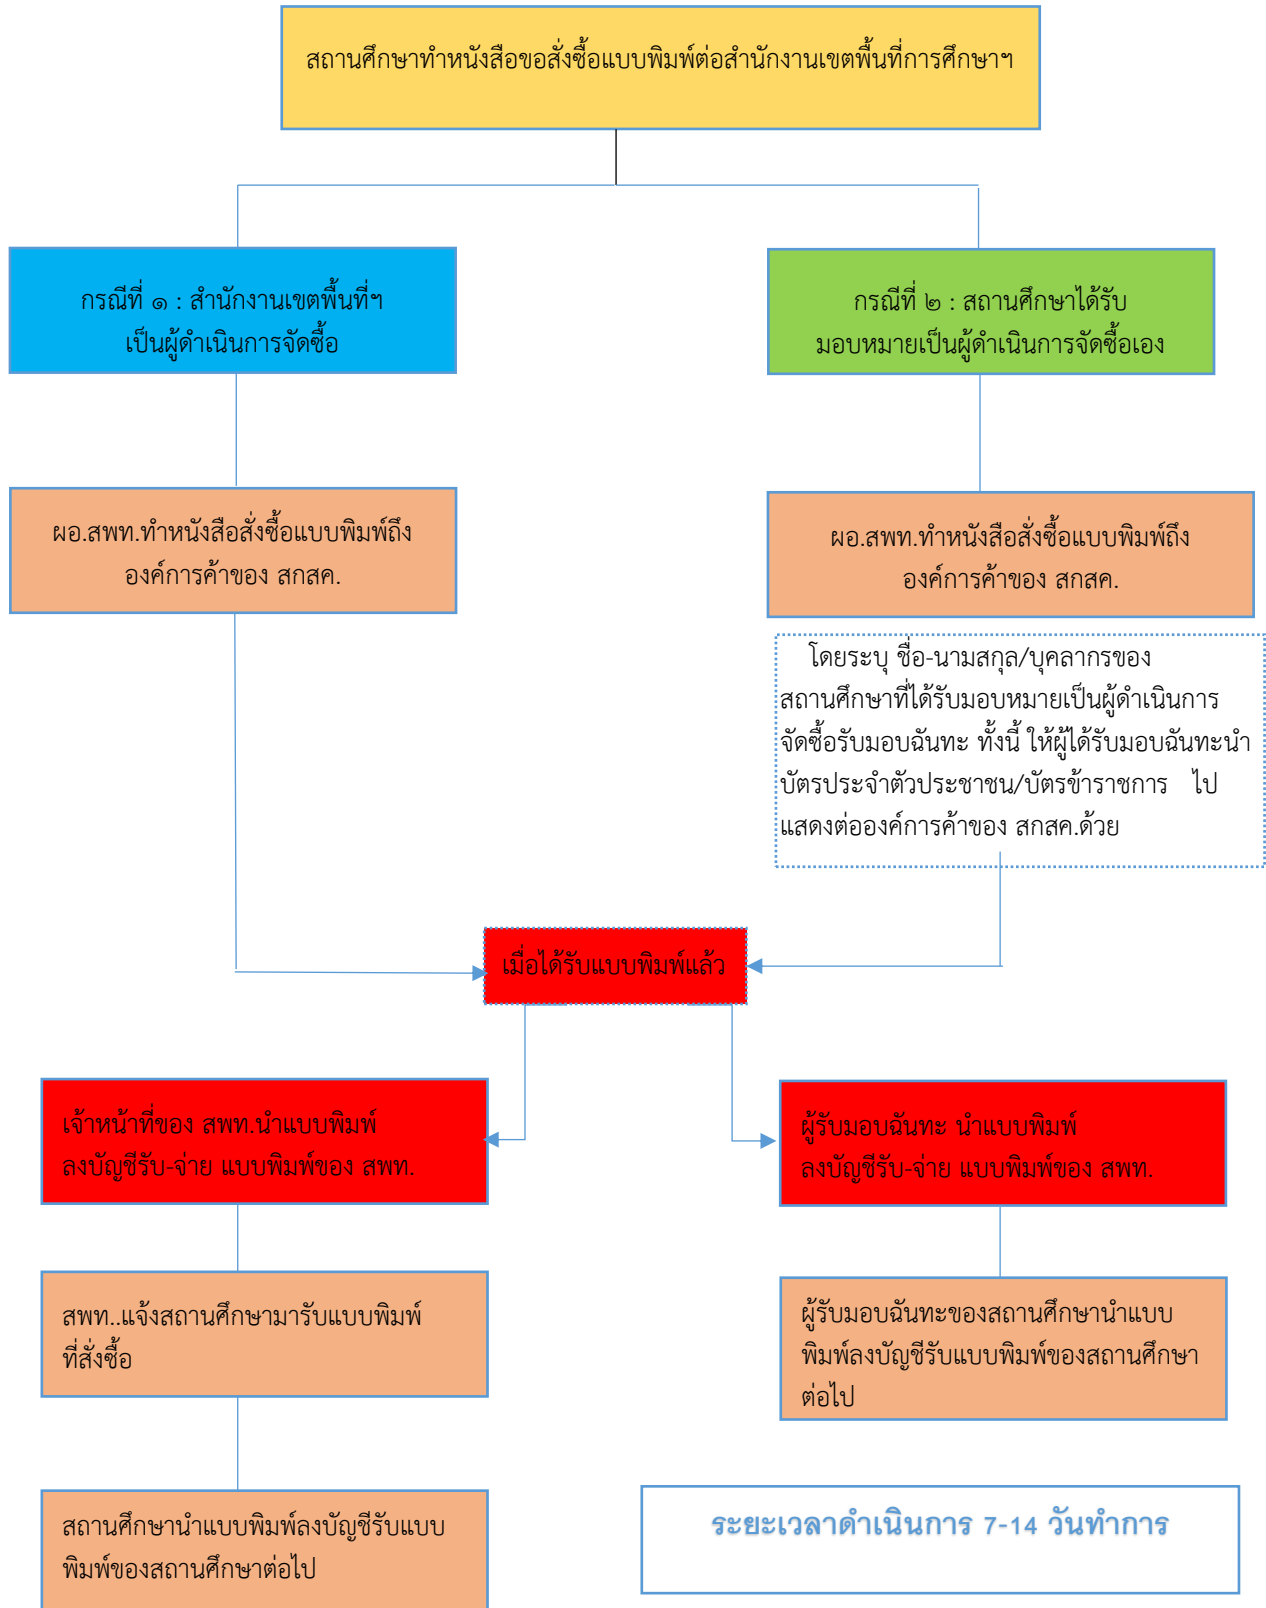 สถานศึกษาทำหนังสือขอสั่งซื้อแบบพิมพ์ต่อสำนักงานเขตพื้นที่การศึกษาฯ
กรณีที่ ๑ : สำนักงานเขตพื้นที่ฯ
เป็นผู้ดำเนินการจัดซื้อ
กรณีที่ ๒ : สถานศึกษาได้รับ
มอบหมายเป็นผู้ดำเนินการจัดซื้อเอง
ผอ.สพท.ทำหนังสือสั่งซื้อแบบพิมพ์ถึง
องค์การค้าของ สกสค.
ผอ.สพท.ทำหนังสือสั่งซื้อแบบพิมพ์ถึง
องค์การค้าของ สกสค.
โดยระบุ ชื่อ-นามสกุล/บุคลากรของ
สถานศึกษาที่ได้รับมอบหมายเป็นผู้ดำเนินการ
จัดซื้อรับมอบฉันทะ ทั้งนี้ ให้ผู้ได้รับมอบฉันทะนำ
บัตรประจำตัวประชาชน/บัตรข้าราชการ ไป
แสดงต่อองค์การค้าของ สกสค.ด้วย
เมื่อได้รับแบบพิมพ์แล้ว
เจ้าหน้าที่ของ สพท.นำแบบพิมพ์
ลงบัญชีรับ-จ่าย แบบพิมพ์ของ สพท.
ผู้รับมอบฉันทะ นำแบบพิมพ์
ลงบัญชีรับ-จ่าย แบบพิมพ์ของ สพท.
สพท..แจ้งสถานศึกษามารับแบบพิมพ์
ที่สั่งซื้อ
ผู้รับมอบฉันทะของสถานศึกษานำแบบ
พิมพ์ลงบัญชีรับแบบพิมพ์ของสถานศึกษา
ต่อไป
สถานศึกษานำแบบพิมพ์ลงบัญชีรับแบบ
พิมพ์ของสถานศึกษาต่อไป
ระยะเวลาดำเนินการ 7-14 วันทำการ